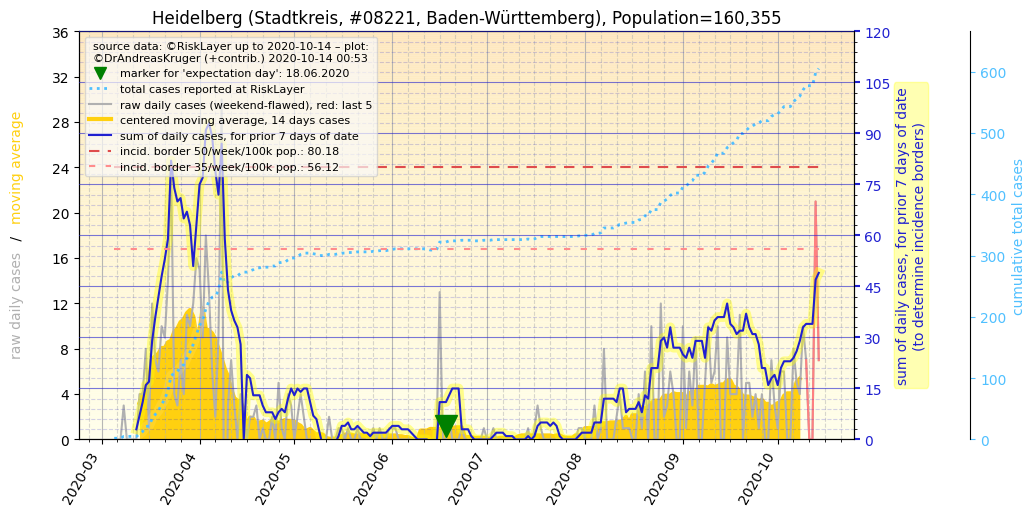 Heidelberg (Stadtkreis, #08221, Baden-Württemberg), Population=160,355
source data: ©RiskLayer up to 2020-10-14 – plot:
©DrAndreasKruger (+contrib.) 2020-10-14 00:53
marker for 'expectation day': 18.06.2020
total cases reported at RiskLayer
raw daily cases (weekend-flawed), red: last 5
centered moving average, 14 days cases
sum of daily cases, for prior 7 days of date
incid. border 50/week/100k pop.: 80.18
incid. border 35/week/100k pop.: 56.12
raw daily cases / moving average
36
32
28
24
20
16
12
8
4
0
120
105
90
75
60
45
30
15
0
sum of daily cases, for prior 7 days of date
(to determine incidence borders)
600
500
400
300
200
100
0
cumulative total cases
2020-03
2020-04
2020-05
2020-06
2020-07
2020-08
2020-09
2020-10